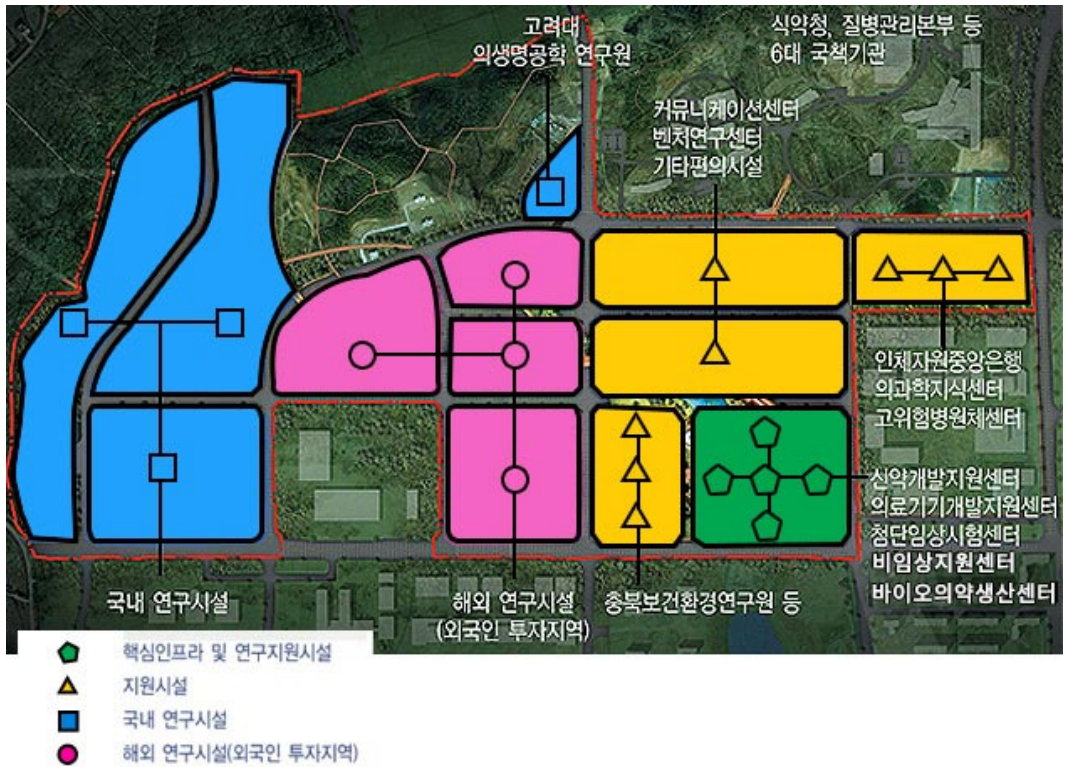 고려대
의생명공학 연구원
식약청, 질병관리본부 등
6대 국책기관
커뮤니케이션센터
벤처연구센터
기타편의시설
인체자원중앙은행
의과학지식센터
고위험병원체센터
신약개발지원센터
의료기기개발지원센터
첨단임상시험센터
비임상지원센터
바이오의약생산센터
국내 연구시설
해외 연구시설
(외국인 투자지역)
충북보건환경연구원 등
핵심인프라 및 연구지원시설
지원시설
국내 연구시설
해외 연구시설(외국인 투자지역)